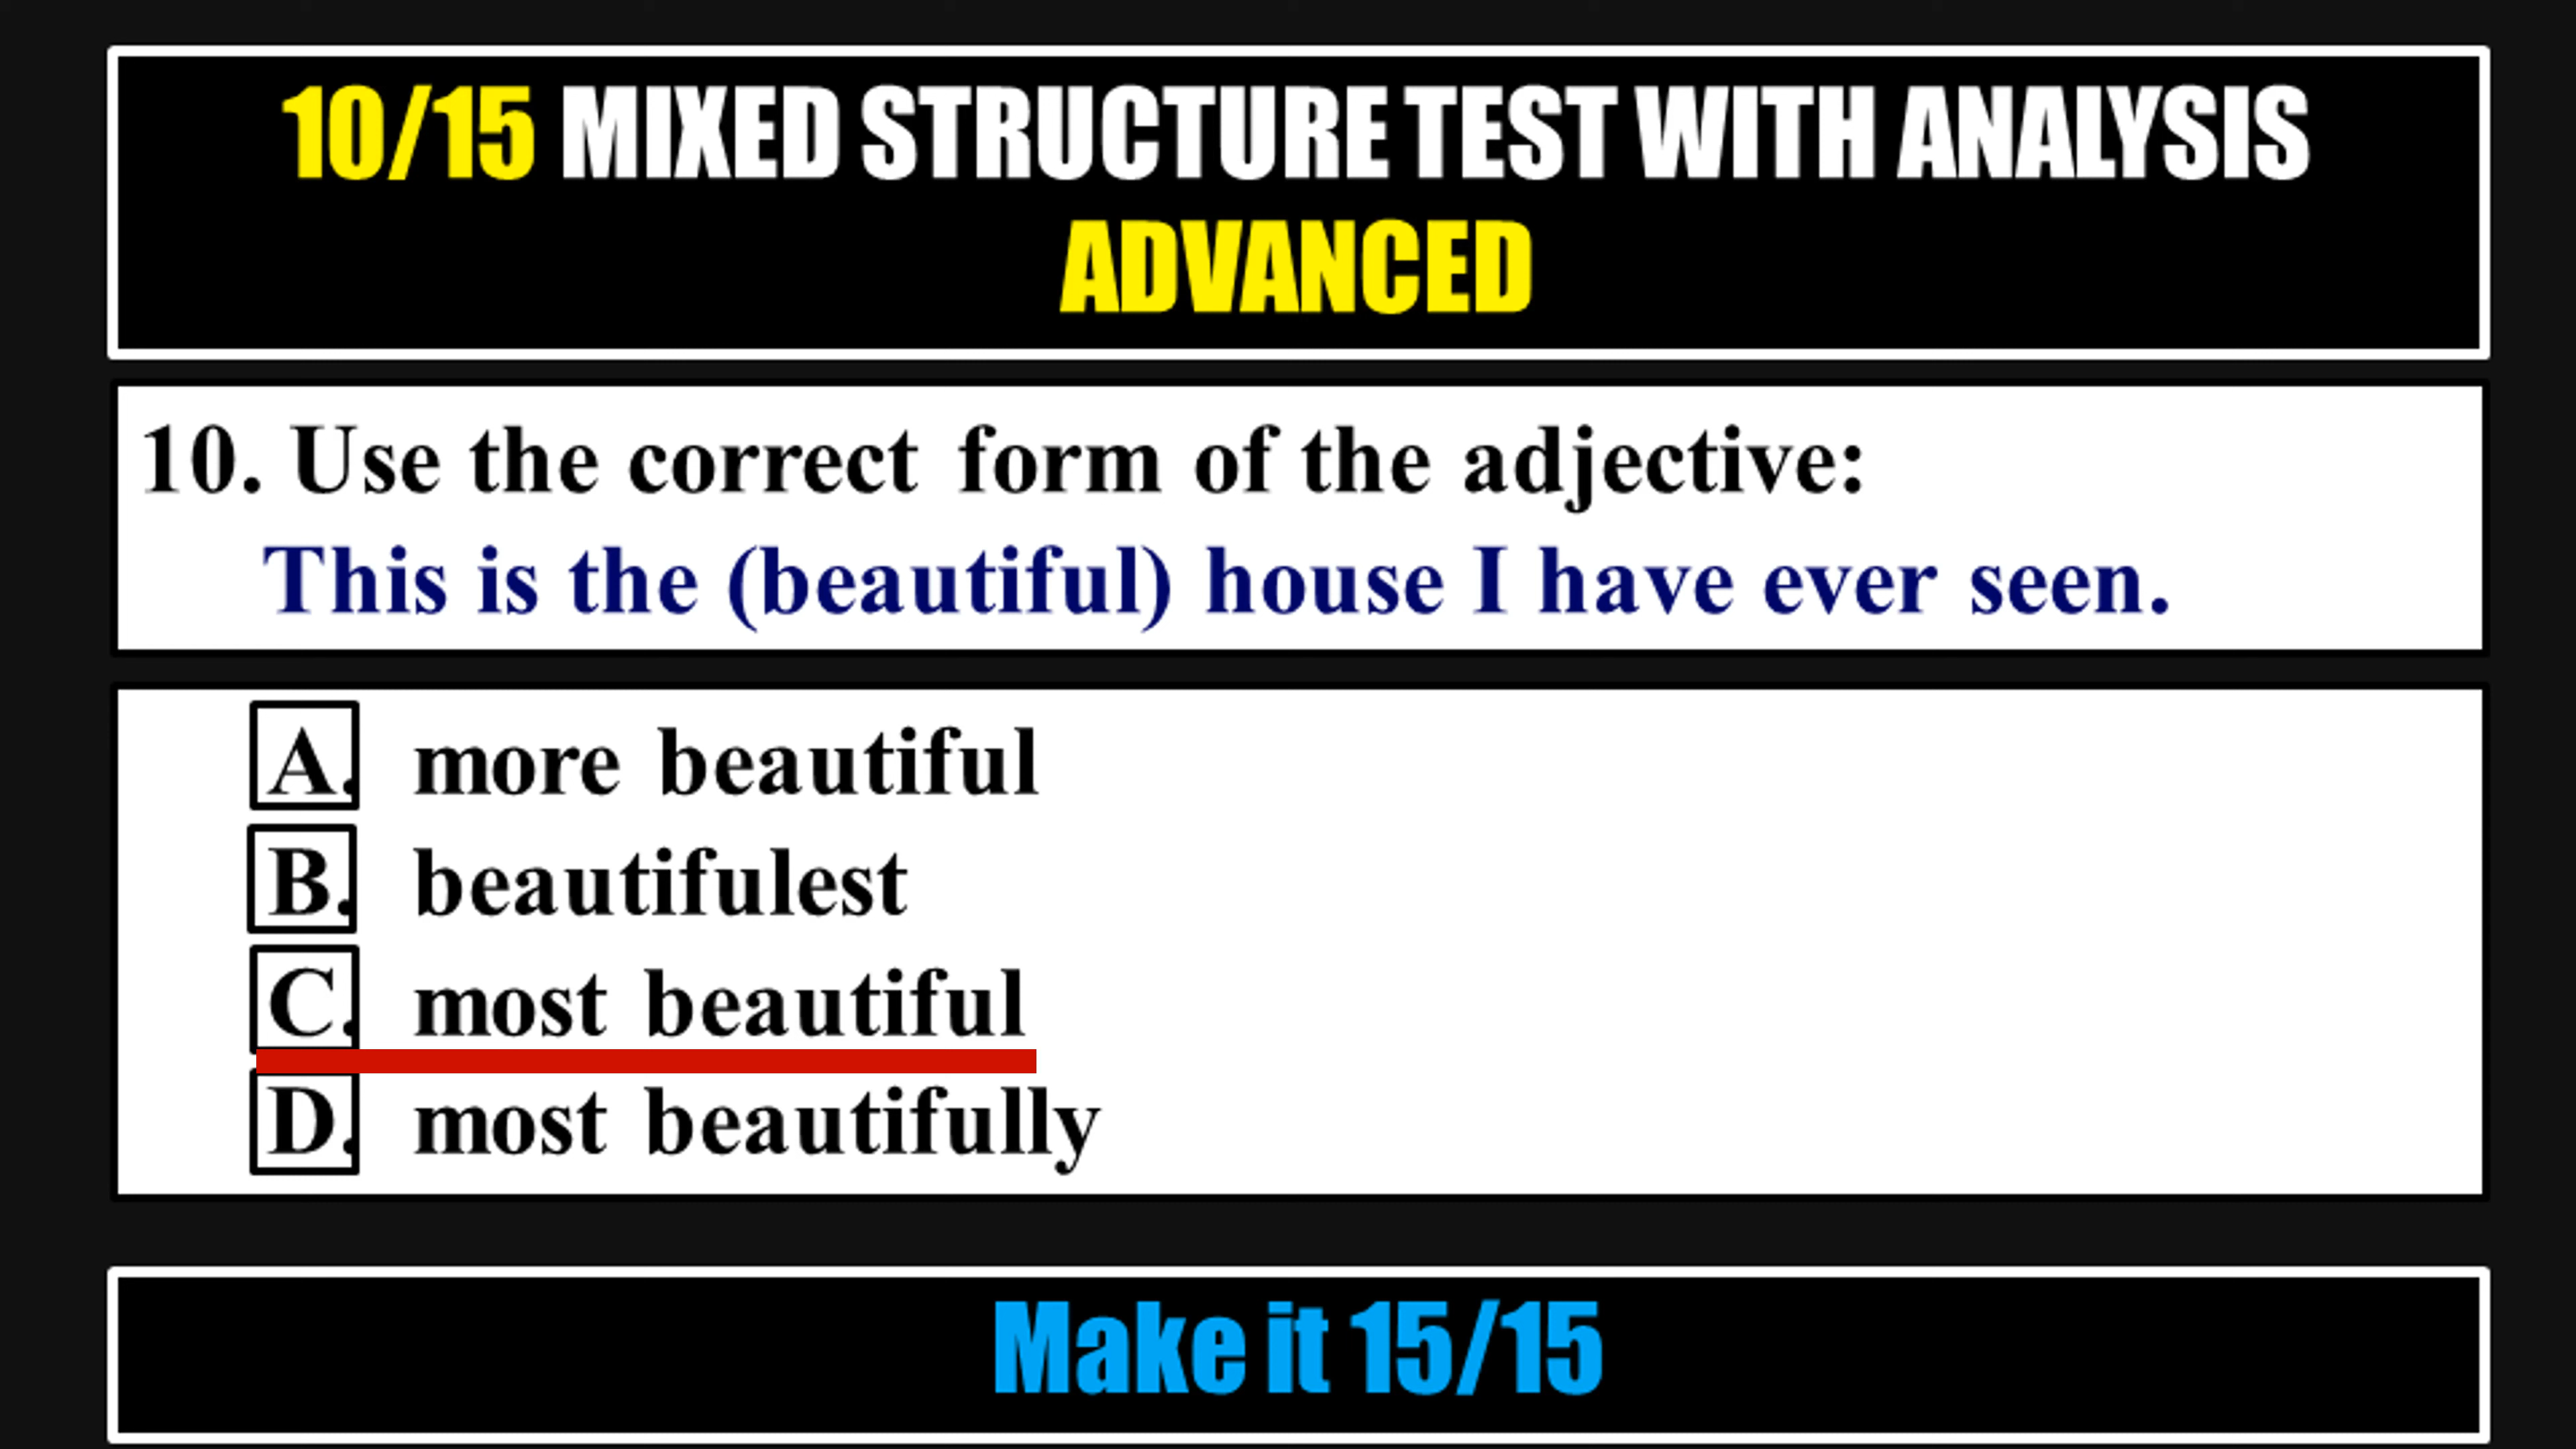 10/15 MIXED STRUCTURE TEST WITH ANALYSIS
ADVANCED
10. Use the correct form of the adjective:
This is the (beautiful) house I have ever seen.
A. more beautiful
B. beautifulest
C. most beautiful
D. most beautifully
Make it 15/15